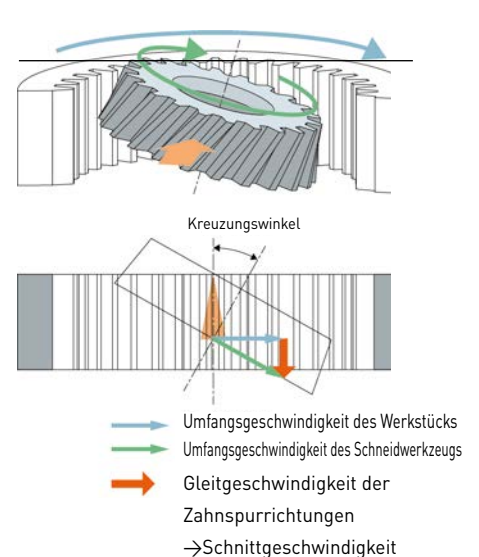 Kreuzungswinkel
Umfangsgeschwindigkeit des Werkstücks
Umfangsgeschwindigkeit des Schneidwerkzeugs
Gleitgeschwindigkeit der
Zahnspurrichtungen
→Schnittgeschwindigkeit